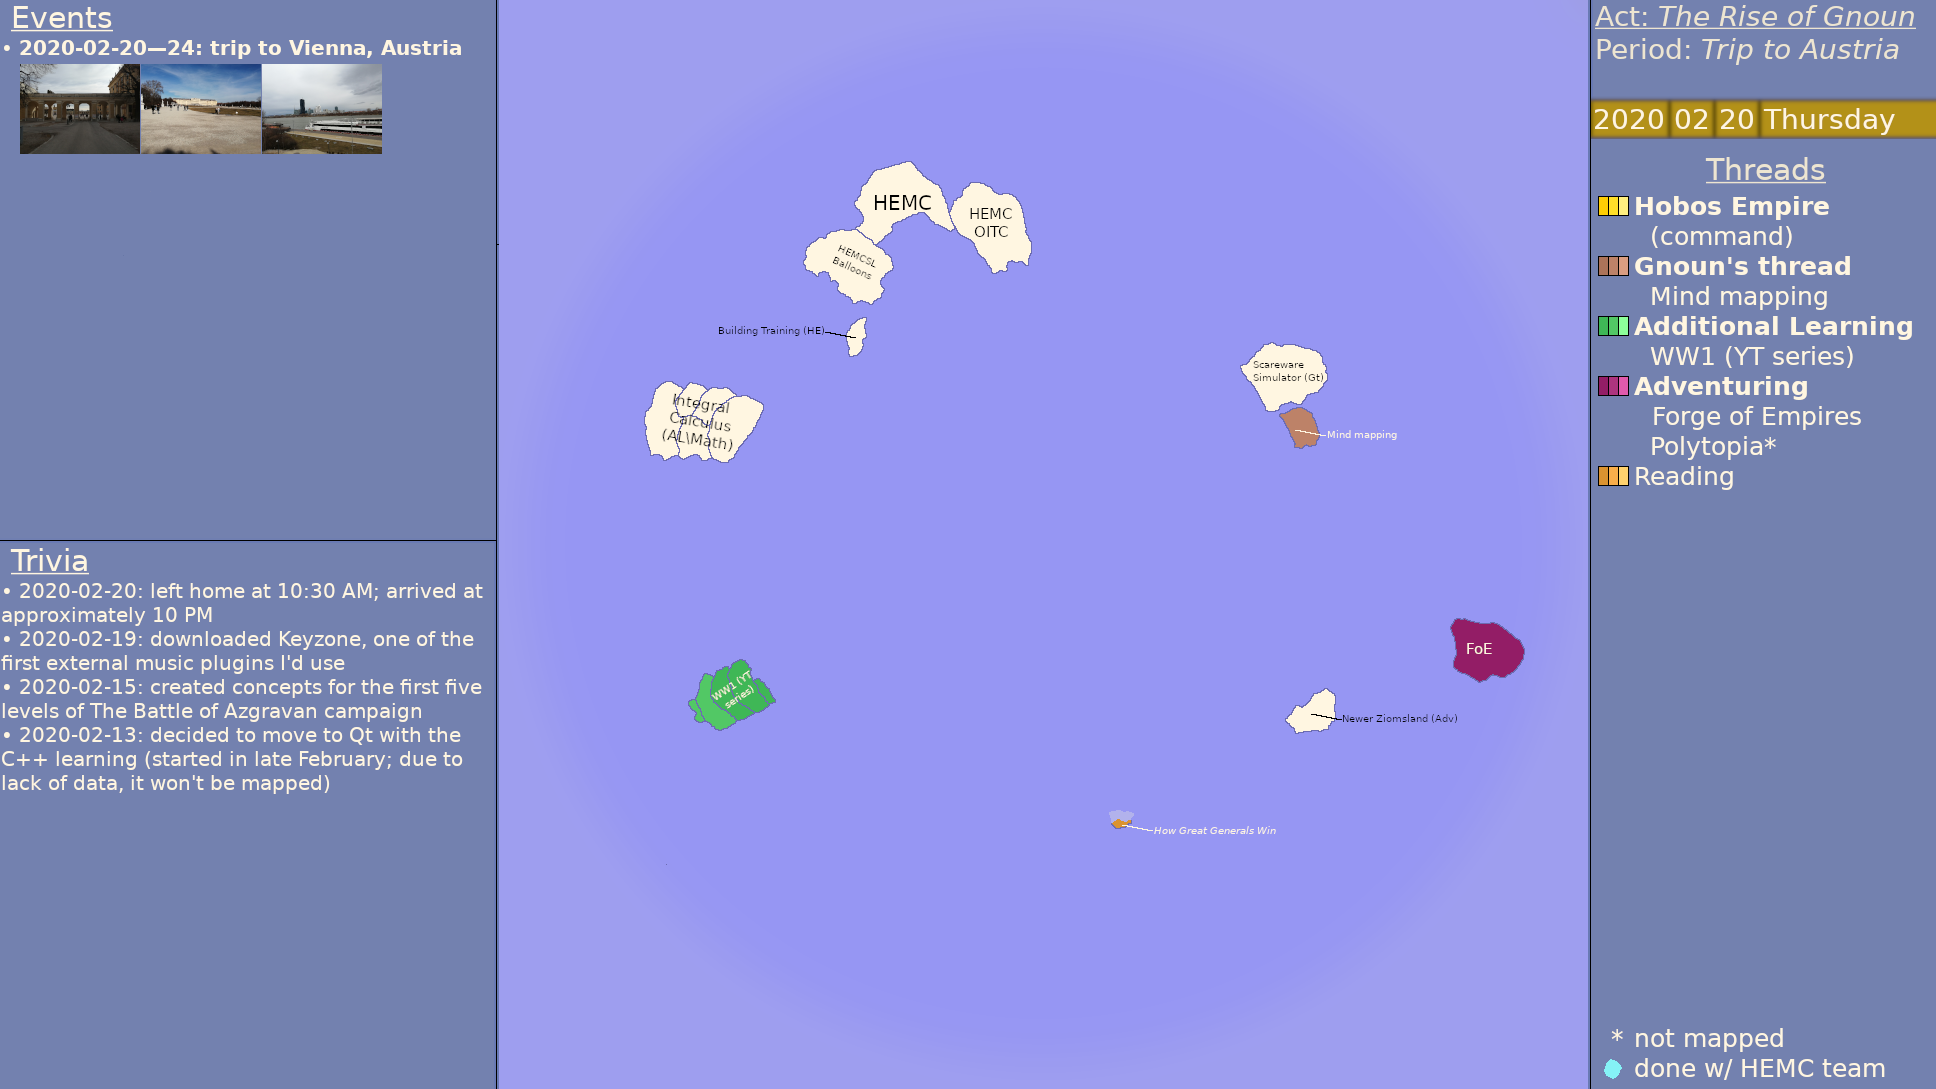 Events
• 2020-02-20—24: trip to Vienna, Austria
Trivia
• 2020-02-20: left home at 10:30 AM; arrived at
approximately 10 PM
• 2020-02-19: downloaded Keyzone, one of the
first external music plugins I'd use
• 2020-02-15: created concepts for the first five
levels of The Battle of Azgravan campaign
• 2020-02-13: decided to move to Qt with the
C++ learning (started in late February; due to
lack of data, it won't be mapped)
HEMC
HEMC
OITC
HEMCSL
Balloons
Building Training (HE)
Integral
Calculus
(AL\Math)
Scareware
Simulator (Gt)
Mind mapping
WW1 (YT
series)
FoE
Newer Ziomsland (Adv)
How Great Generals Win
Act: The Rise of Gnoun
Period: Trip to Austria
2020 02 20 Thursday
Threads
Hobos Empire
(command)
Gnoun's thread
Mind mapping
Additional Learning
WW1 (YT series)
Adventuring
Forge of Empires
Polytopia*
Reading
* not mapped
done w/ HEMC team